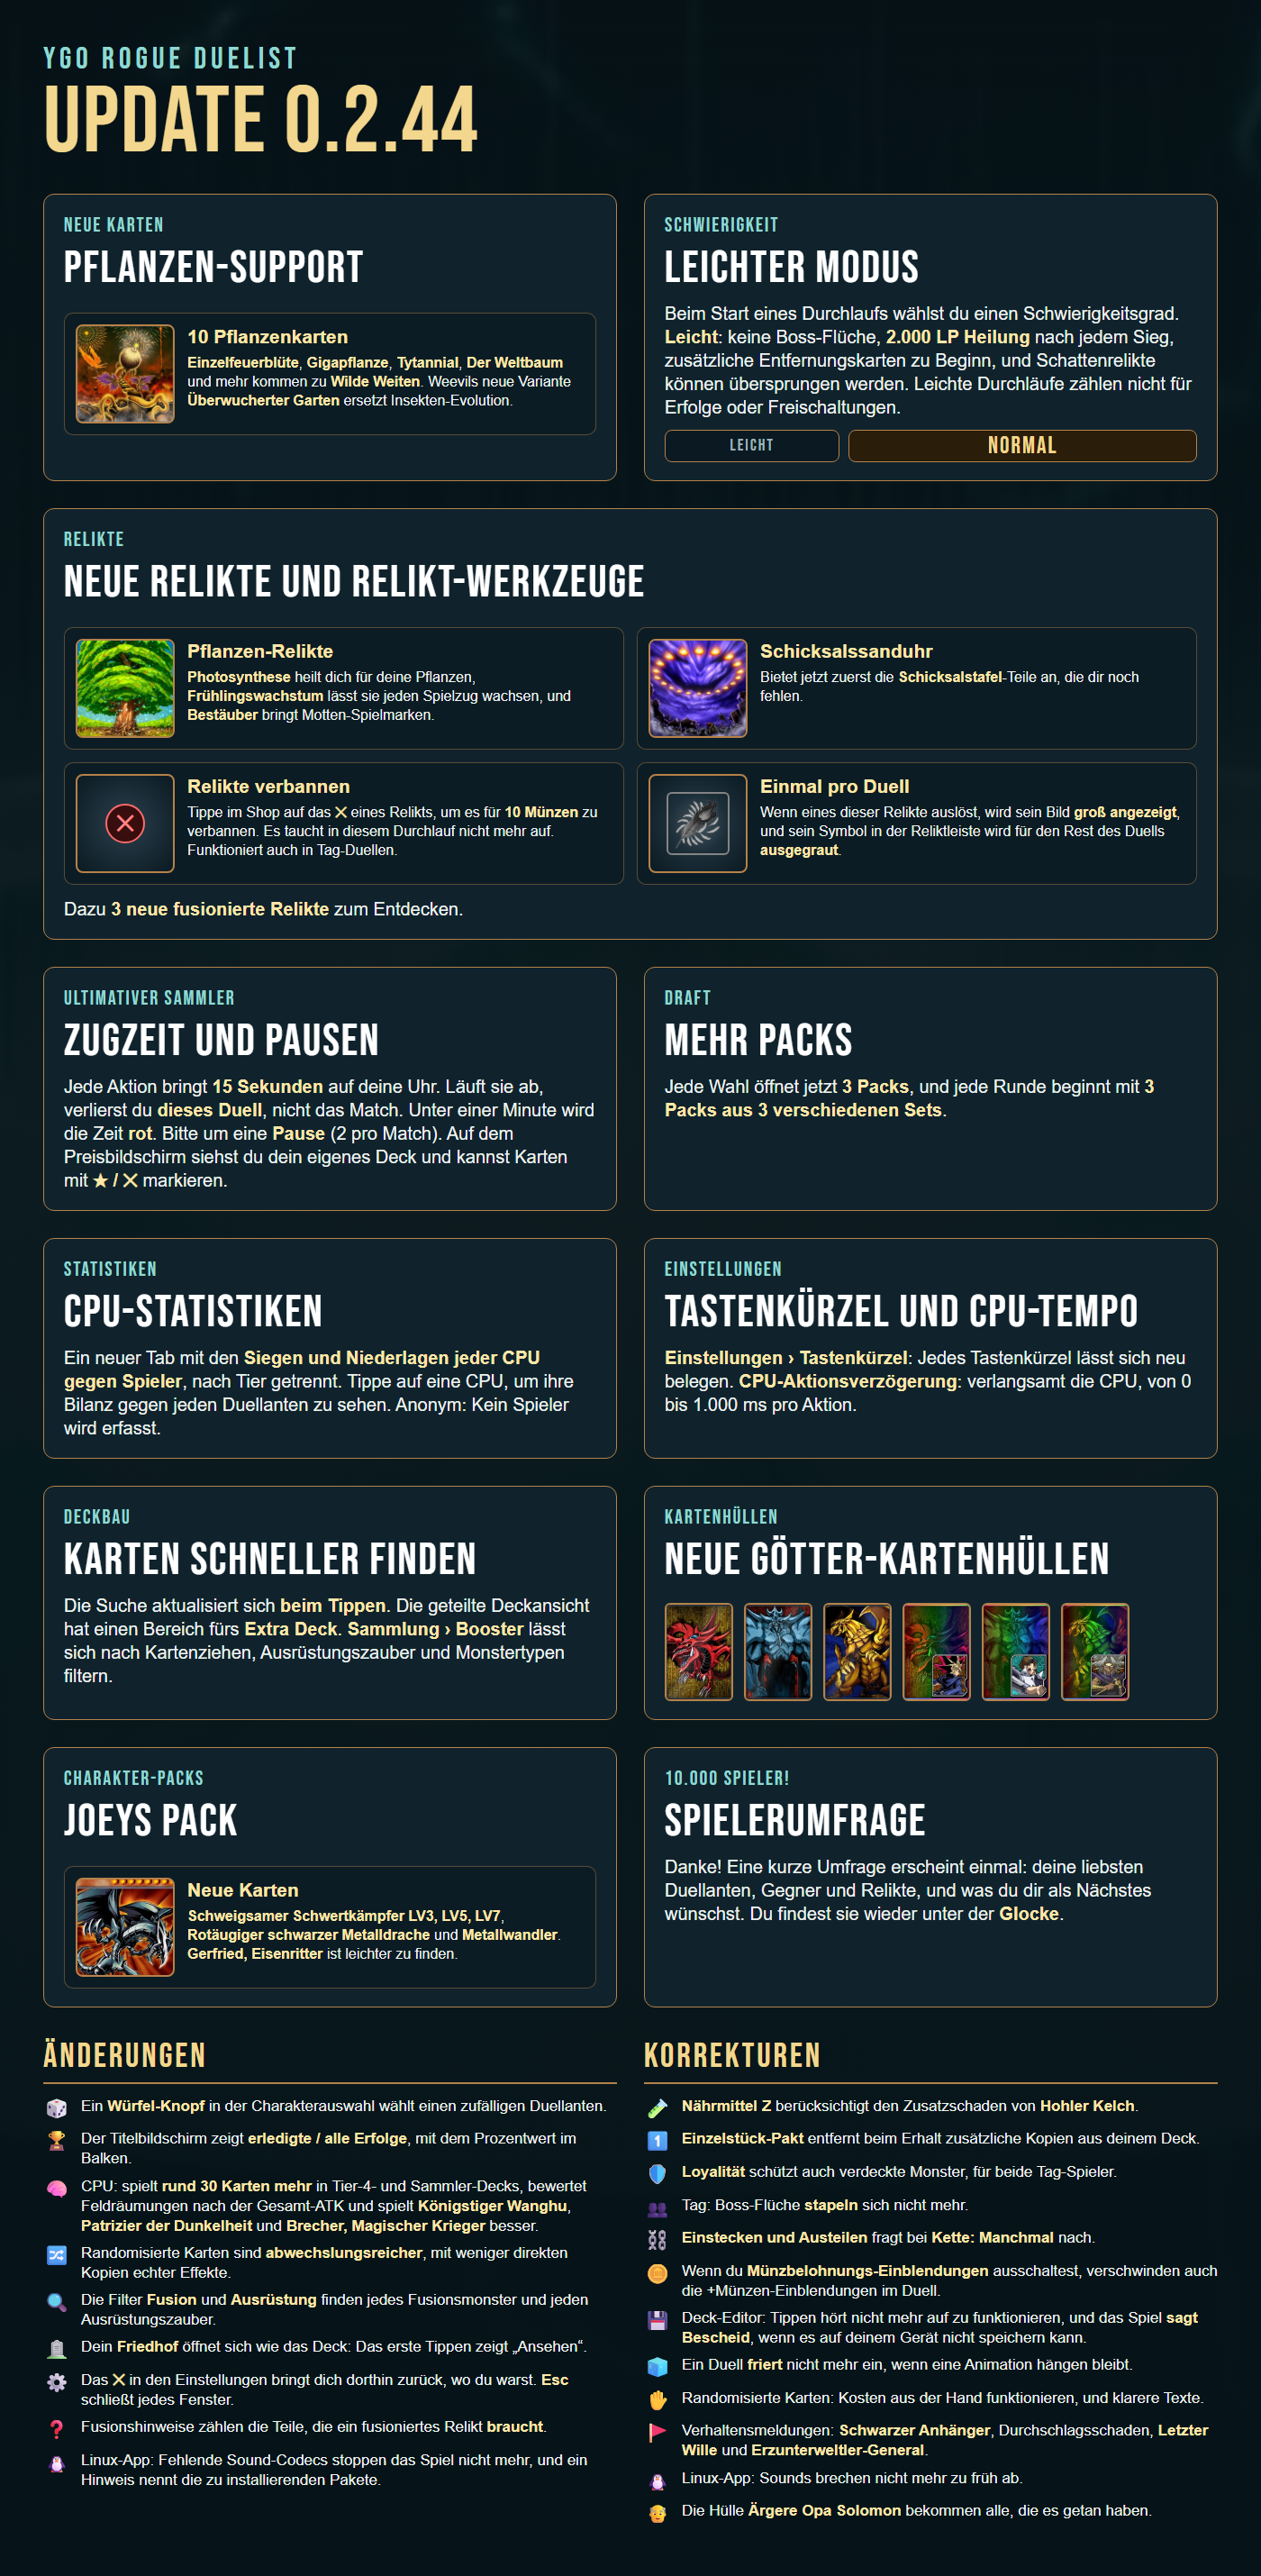 YGO ROGUE DUELIST
UPDATE 0.2.44
NEUE KARTEN
PFLANZEN-SUPPORT
10 Pflanzenkarten
Einzelfeuerblüte, Gigapflanze, Tytannial, Der Weltbaum
und mehr kommen zu Wilde Weiten. Weevils neue Variante
Überwucherter Garten ersetzt Insekten-Evolution.
SCHWIERIGKEIT
LEICHTER MODUS
Beim Start eines Durchlaufs wählst du einen Schwierigkeitsgrad.
Leicht: keine Boss-Flüche, 2.000 LP Heilung nach jedem Sieg,
zusätzliche Entfernungskarten zu Beginn, und Schattenrelikte
können übersprungen werden. Leichte Durchläufe zählen nicht für
Erfolge oder Freischaltungen.
LEICHT
NORMAL
RELIKTE
NEUE RELIKTE UND RELIKT-WERKZEUGE
Pflanzen-Relikte
Photosynthese heilt dich für deine Pflanzen,
Frühlingswachstum lässt sie jeden Spielzug wachsen, und
Bestäuber bringt Motten-Spielmarken.
Schicksalssanduhr
Bietet jetzt zuerst die Schicksalstafel-Teile an, die dir noch
fehlen.
Relikte verbannen
Tippe im Shop auf das ✕ eines Relikts, um es für 10 Münzen zu
verbannen. Es taucht in diesem Durchlauf nicht mehr auf.
Funktioniert auch in Tag-Duellen.
Einmal pro Duell
Wenn eines dieser Relikte auslöst, wird sein Bild groß angezeigt,
und sein Symbol in der Reliktleiste wird für den Rest des Duells
ausgegraut.
Dazu 3 neue fusionierte Relikte zum Entdecken.
ULTIMATIVER SAMMLER
ZUGZEIT UND PAUSEN
Jede Aktion bringt 15 Sekunden auf deine Uhr. Läuft sie ab,
verlierst du dieses Duell, nicht das Match. Unter einer Minute wird
die Zeit rot. Bitte um eine Pause (2 pro Match). Auf dem
Preisbildschirm siehst du dein eigenes Deck und kannst Karten
mit ★ / ✕ markieren.
DRAFT
MEHR PACKS
Jede Wahl öffnet jetzt 3 Packs, und jede Runde beginnt mit 3
Packs aus 3 verschiedenen Sets.
STATISTIKEN
CPU-STATISTIKEN
Ein neuer Tab mit den Siegen und Niederlagen jeder CPU
gegen Spieler, nach Tier getrennt. Tippe auf eine CPU, um ihre
Bilanz gegen jeden Duellanten zu sehen. Anonym: Kein Spieler
wird erfasst.
EINSTELLUNGEN
TASTENKÜRZEL UND CPU-TEMPO
Einstellungen › Tastenkürzel: Jedes Tastenkürzel lässt sich neu
belegen. CPU-Aktionsverzögerung: verlangsamt die CPU, von 0
bis 1.000 ms pro Aktion.
DECKBAU
KARTEN SCHNELLER FINDEN
Die Suche aktualisiert sich beim Tippen. Die geteilte Deckansicht
hat einen Bereich fürs Extra Deck. Sammlung › Booster lässt
sich nach Kartenziehen, Ausrüstungszauber und Monstertypen
filtern.
KARTENHÜLLEN
NEUE GÖTTER-KARTENHÜLLEN
CHARAKTER-PACKS
JOEYS PACK
Neue Karten
Schweigsamer Schwertkämpfer LV3, LV5, LV7,
Rotäugiger schwarzer Metalldrache und Metallwandler.
Gerfried, Eisenritter ist leichter zu finden.
10.000 SPIELER!
SPIELERUMFRAGE
Danke! Eine kurze Umfrage erscheint einmal: deine liebsten
Duellanten, Gegner und Relikte, und was du dir als Nächstes
wünschst. Du findest sie wieder unter der Glocke.
ÄNDERUNGEN
Ein Würfel-Knopf in der Charakterauswahl wählt einen zufälligen Duellanten.
Der Titelbildschirm zeigt erledigte / alle Erfolge, mit dem Prozentwert im
Balken.
CPU: spielt rund 30 Karten mehr in Tier-4- und Sammler-Decks, bewertet
Feldräumungen nach der Gesamt-ATK und spielt Königstiger Wanghu,
Patrizier der Dunkelheit und Brecher, Magischer Krieger besser.
Randomisierte Karten sind abwechslungsreicher, mit weniger direkten
Kopien echter Effekte.
Die Filter Fusion und Ausrüstung finden jedes Fusionsmonster und jeden
Ausrüstungszauber.
Dein Friedhof öffnet sich wie das Deck: Das erste Tippen zeigt „Ansehen“.
Das ✕ in den Einstellungen bringt dich dorthin zurück, wo du warst. Esc
schließt jedes Fenster.
Fusionshinweise zählen die Teile, die ein fusioniertes Relikt braucht.
Linux-App: Fehlende Sound-Codecs stoppen das Spiel nicht mehr, und ein
Hinweis nennt die zu installierenden Pakete.
KORREKTUREN
Nährmittel Z berücksichtigt den Zusatzschaden von Hohler Kelch.
Einzelstück-Pakt entfernt beim Erhalt zusätzliche Kopien aus deinem Deck.
Loyalität schützt auch verdeckte Monster, für beide Tag-Spieler.
Tag: Boss-Flüche stapeln sich nicht mehr.
Einstecken und Austeilen fragt bei Kette: Manchmal nach.
Wenn du Münzbelohnungs-Einblendungen ausschaltest, verschwinden auch
die +Münzen-Einblendungen im Duell.
Deck-Editor: Tippen hört nicht mehr auf zu funktionieren, und das Spiel sagt
Bescheid, wenn es auf deinem Gerät nicht speichern kann.
Ein Duell friert nicht mehr ein, wenn eine Animation hängen bleibt.
Randomisierte Karten: Kosten aus der Hand funktionieren, und klarere Texte.
Verhaltensmeldungen: Schwarzer Anhänger, Durchschlagsschaden, Letzter
Wille und Erzunterweltler-General.
Linux-App: Sounds brechen nicht mehr zu früh ab.
Die Hülle Ärgere Opa Solomon bekommen alle, die es getan haben.